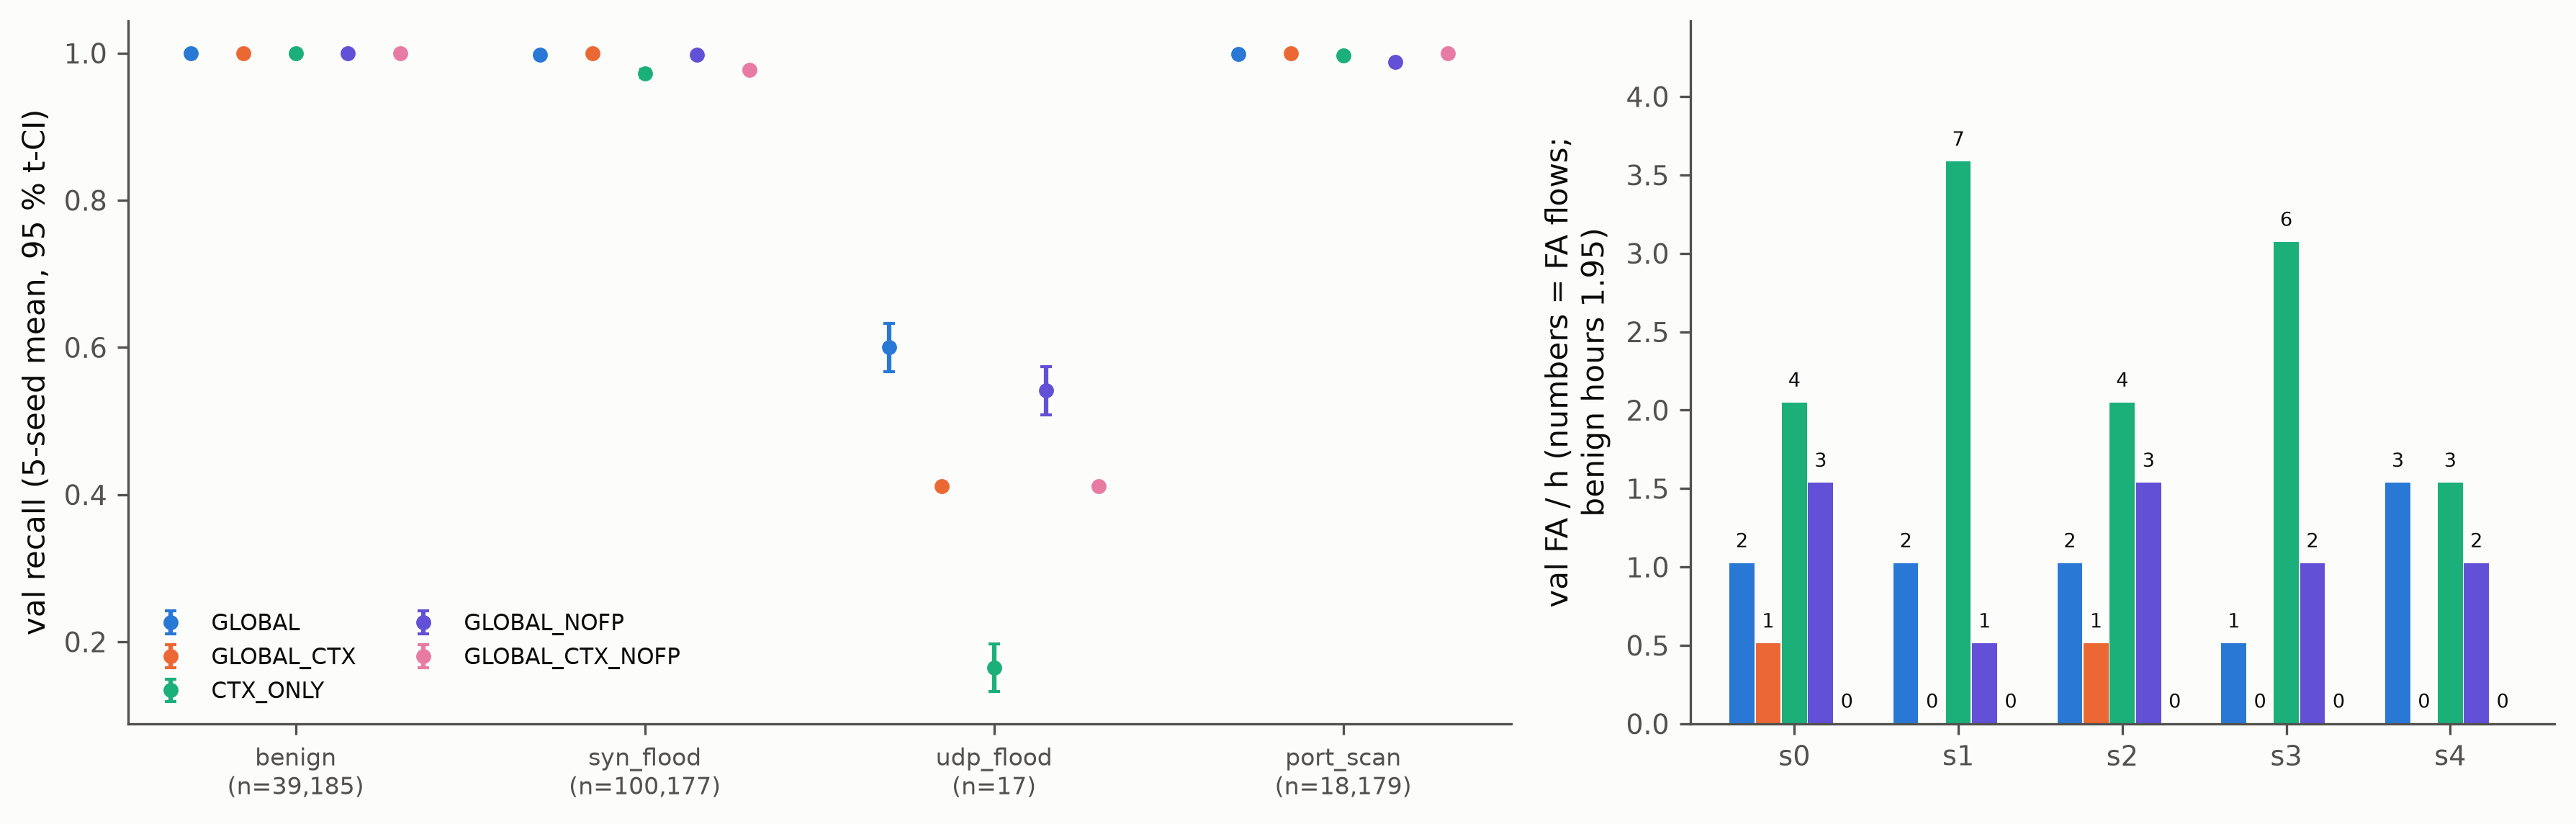 val recall (5-seed mean, 95 % t-CI)
1.0
0.8
0.6
0.4
0.2
GLOBAL
GLOBAL_CTX
CTX_ONLY
GLOBAL_NOFP
GLOBAL_CTX_NOFP
benign
(n=39,185)
syn_flood
(n=100,177)
udp_flood
(n=17)
port_scan
(n=18,179)
val FA / h (numbers = FA flows;
benign hours 1.95)
4.0
3.5
3.0
2.5
2.0
1.5
1.0
0.5
0.0
2 1 4 3 0
2 0 7 1 0
2 1 4 3 0
1 0 6 2 0
3 0 3 2 0
s0 s1 s2 s3 s4